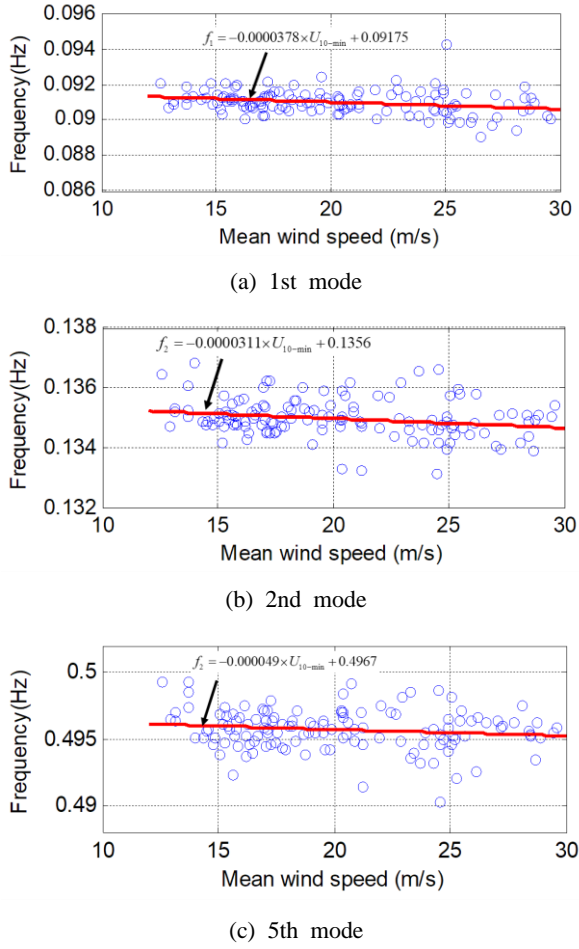 0.096
0.094
0.092
0.09
0.088
0.086
Frequency(Hz)
f₁ = −0.0000378×U₁₀₋ₘᵢₙ + 0.09175
10 15 20 25 30
Mean wind speed (m/s)
(a) 1st mode
0.138
0.136
0.134
0.132
Frequency(Hz)
f₂ = −0.0000311×U₁₀₋ₘᵢₙ + 0.1356
10 15 20 25 30
Mean wind speed (m/s)
(b) 2nd mode
0.5
0.495
0.49
Frequency(Hz)
f₂ = −0.000049×U₁₀₋ₘᵢₙ + 0.4967
10 15 20 25 30
Mean wind speed (m/s)
(c) 5th mode